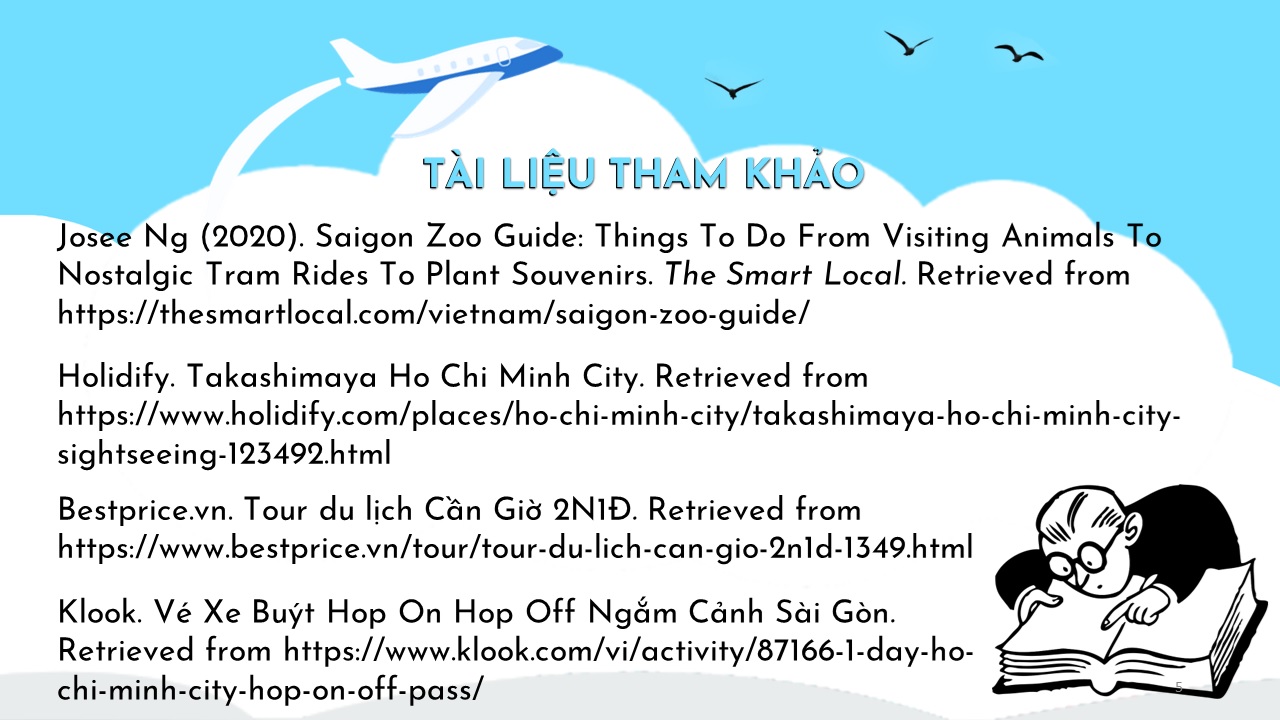 TÀI LIỆU THAM KHẢO
Josee Ng (2020). Saigon Zoo Guide: Things To Do From Visiting Animals To
Nostalgic Tram Rides To Plant Souvenirs. The Smart Local. Retrieved from
https://thesmartlocal.com/vietnam/saigon-zoo-guide/
Holidify. Takashimaya Ho Chi Minh City. Retrieved from
https://www.holidify.com/places/ho-chi-minh-city/takashimaya-ho-chi-minh-city-
sightseeing-123492.html
Bestprice.vn. Tour du lịch Cần Giờ 2N1Đ. Retrieved from
https://www.bestprice.vn/tour/tour-du-lich-can-gio-2n1d-1349.html
Klook. Vé Xe Buýt Hop On Hop Off Ngắm Cảnh Sài Gòn.
Retrieved from https://www.klook.com/vi/activity/87166-1-day-ho-
chi-minh-city-hop-on-off-pass/
5